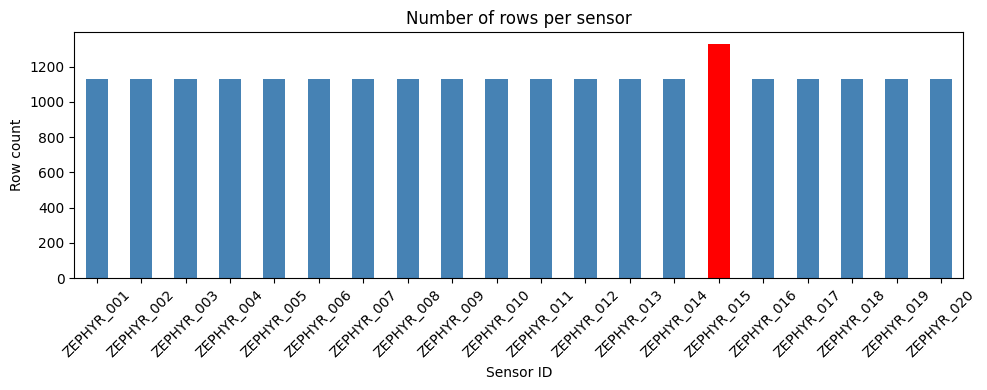 Number of rows per sensor
Row count
1200
1000
800
600
400
200
0
ZEPHYR_001
ZEPHYR_002
ZEPHYR_003
ZEPHYR_004
ZEPHYR_005
ZEPHYR_006
ZEPHYR_007
ZEPHYR_008
ZEPHYR_009
ZEPHYR_010
ZEPHYR_011
ZEPHYR_012
ZEPHYR_013
ZEPHYR_014
ZEPHYR_015
ZEPHYR_016
ZEPHYR_017
ZEPHYR_018
ZEPHYR_019
ZEPHYR_020
Sensor ID